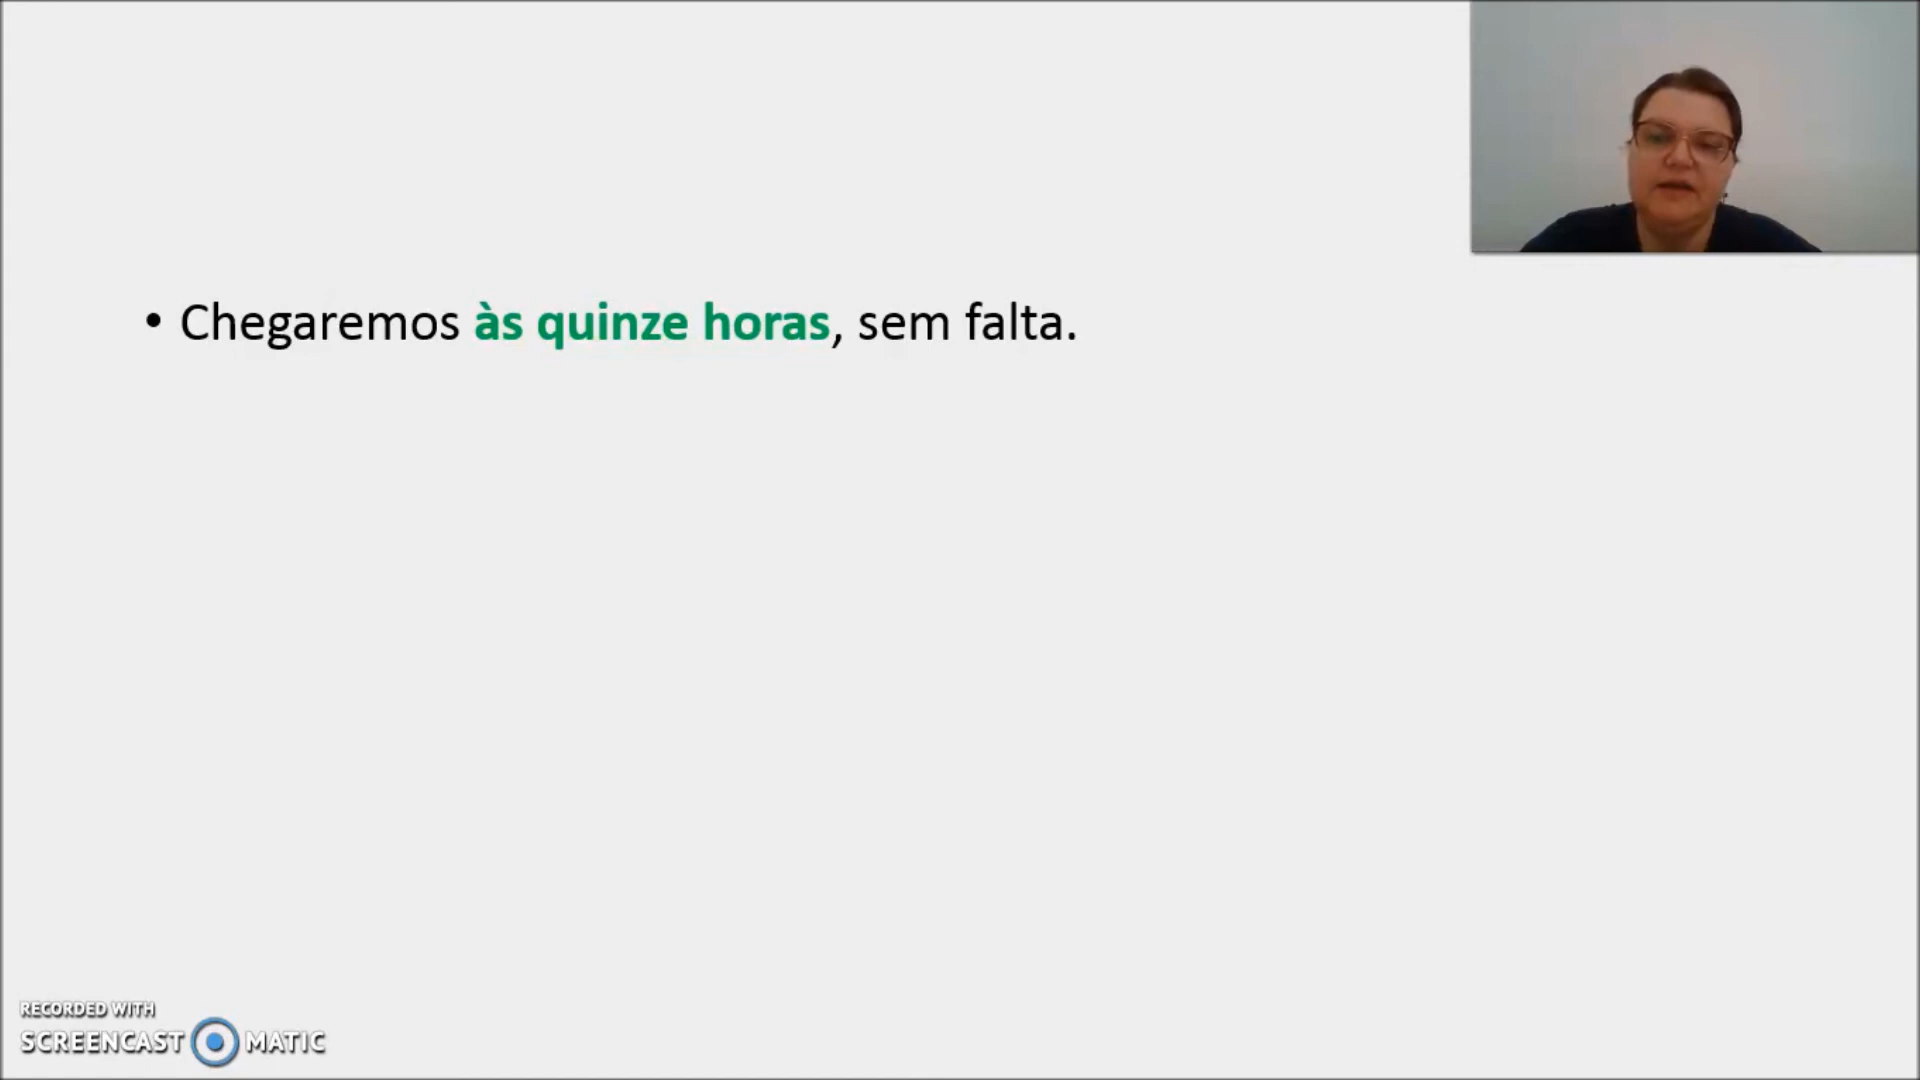 • Chegaremos às quinze horas, sem falta.
RECORDED WITH
SCREENCAST MATIC